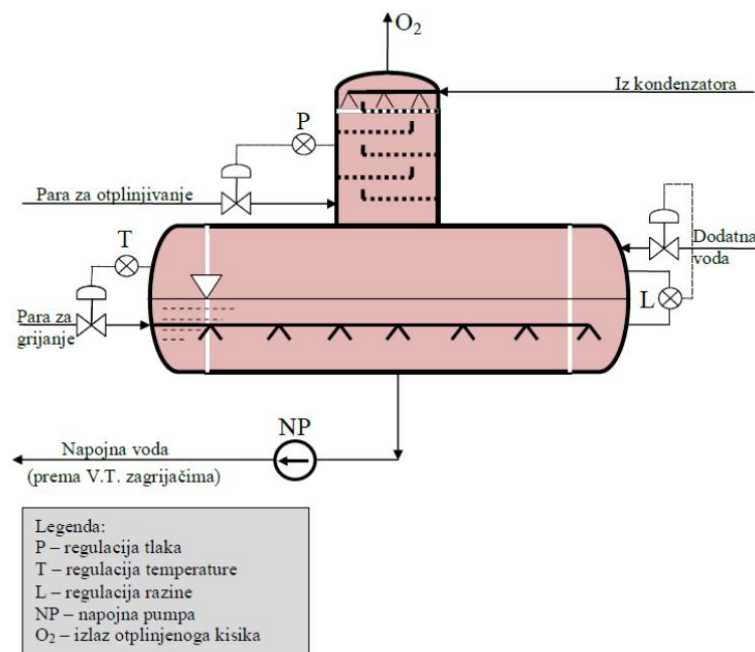 O₂
Iz kondenzatora
P
Para za otplinjivanje
T
Dodatna
voda
L
Para za
grijanje
NP
Napojna voda
(prema V.T. zagrijačima)
Legenda:
P – regulacija tlaka
T – regulacija temperature
L – regulacija razine
NP – napojna pumpa
O₂ – izlaz otplinjenoga kisika